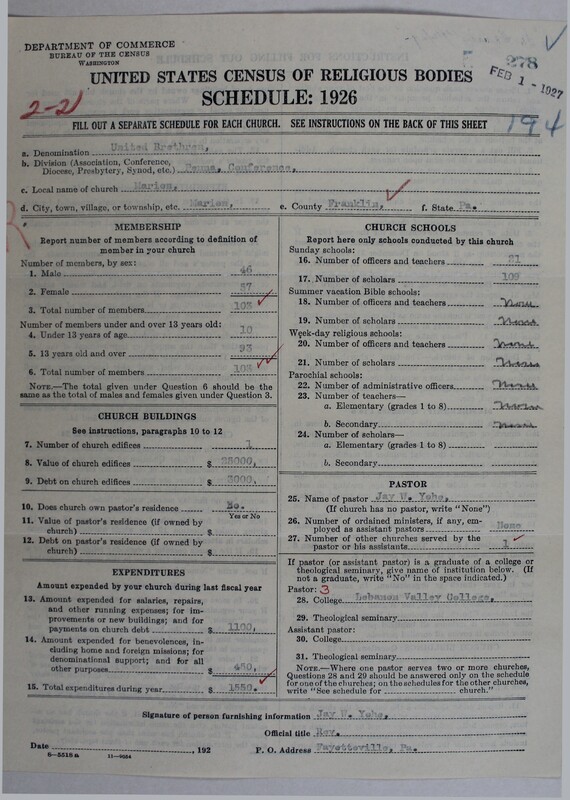 DEPARTMENT OF COMMERCE
BUREAU OF THE CENSUS
WASHINGTON
278
FEB 1 - 1927
UNITED STATES CENSUS OF RELIGIOUS BODIES
SCHEDULE: 1926
2-21
194
FILL OUT A SEPARATE SCHEDULE FOR EACH CHURCH. SEE INSTRUCTIONS ON THE BACK OF THIS SHEET
a. Denomination United Brethren,
b. Division (Association, Conference, Diocese, Presbytery, Synod, etc.) Penna. Conference,
c. Local name of church Marion,
d. City, town, village, or township, etc. Marion, e. County Franklin, f. State Pa.
MEMBERSHIP
Report number of members according to definition of
member in your church
Number of members, by sex:
1. Male 46
2. Female 57
3. Total number of members 103
Number of members under and over 13 years old:
4. Under 13 years of age 10
5. 13 years old and over 93
6. Total number of members 103
NOTE.—The total given under Question 6 should be
the same as the total of males and females given under Question 3.
CHURCH BUILDINGS
See instructions, paragraphs 10 to 12
7. Number of church edifices 1
8. Value of church edifices $ 25000,
9. Debt on church edifices $ 3000,
10. Does church own pastor's residence? No.
Yes or No
11. Value of pastor's residence (if owned by
church) $
12. Debt on pastor's residence (if owned by
church) $
EXPENDITURES
Amount expended by your church during last fiscal year
13. Amount expended for salaries, repairs,
and other running expenses; for im-
provements or new buildings; and for
payments on church debt $ 1100,
14. Amount expended for benevolences, in-
cluding home and foreign missions; for
denominational support; and for all
other purposes $ 450,
15. Total expenditures during year $ 1550.
CHURCH SCHOOLS
Report here only schools conducted by this church
Sunday schools:
16. Number of officers and teachers 21
17. Number of scholars 109
Summer vacation Bible schools:
18. Number of officers and teachers None
19. Number of scholars None
Week-day religious schools:
20. Number of officers and teachers None
21. Number of scholars None
Parochial schools:
22. Number of administrative officers None
23. Number of teachers—
a. Elementary (grades 1 to 8) None
b. Secondary None
24. Number of scholars—
a. Elementary (grades 1 to 8)
b. Secondary
PASTOR
25. Name of pastor Jay W. Yohe,
(If church has no pastor, write "None")
26. Number of ordained ministers, if any, em-
ployed as assistant pastors None
27. Number of other churches served by the
pastor or his assistants 1
If pastor (or assistant pastor) is a graduate of a college or
theological seminary, give name of institution below. (If
not a graduate, write "No" in the space indicated.)
Pastor: 3
28. College Lebanon Valley College,
29. Theological seminary
Assistant pastor:
30. College
31. Theological seminary
NOTE.—Where one pastor serves two or more churches,
Questions 28 and 29 should be answered only on the schedule
for one of the churches; on the schedules for the other churches,
write "See schedule for church."
Signature of person furnishing information Jay W. Yohe,
Official title Rev.
Date , 192 P. O. Address Fayetteville, Pa.
8—5518a 11—9024